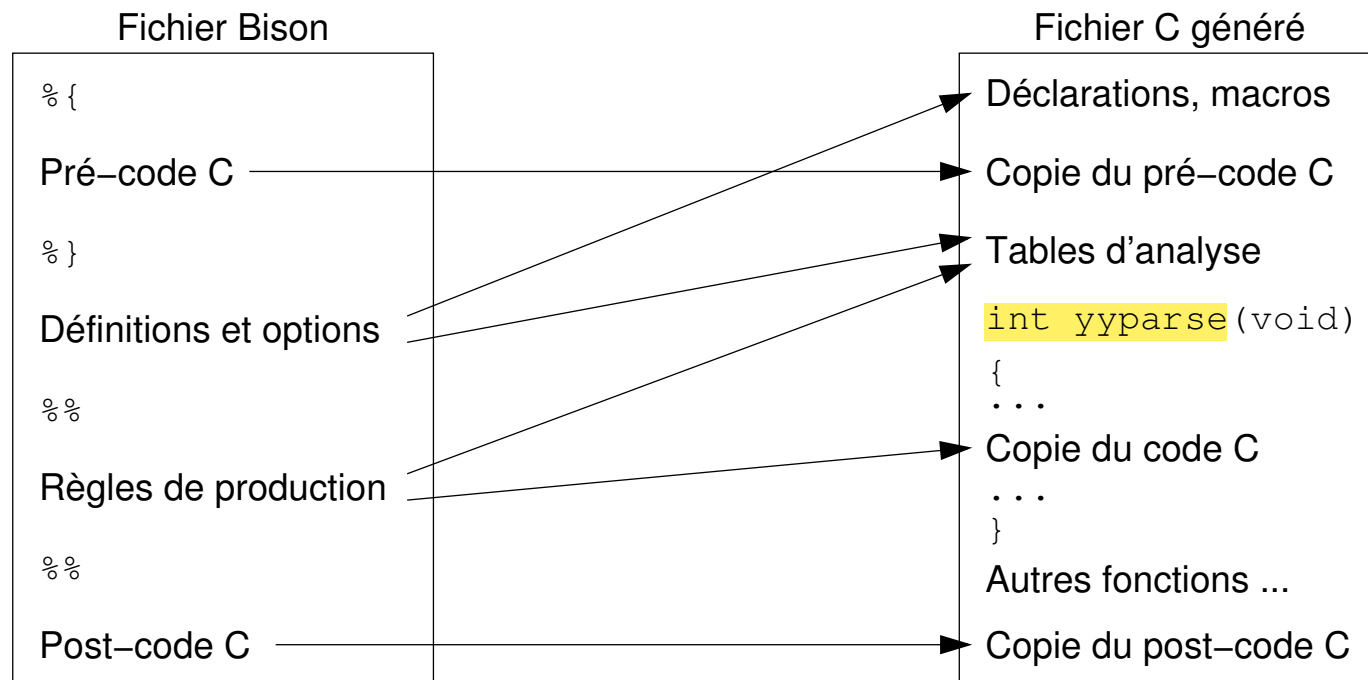 Fichier Bison
%{
Pré−code C
%}
Définitions et options
%%
Règles de production
%%
Post−code C
Fichier C généré
Déclarations, macros
Copie du pré−code C
Tables d'analyse
int yyparse(void)
{
...
Copie du code C
...
}
Autres fonctions ...
Copie du post−code C